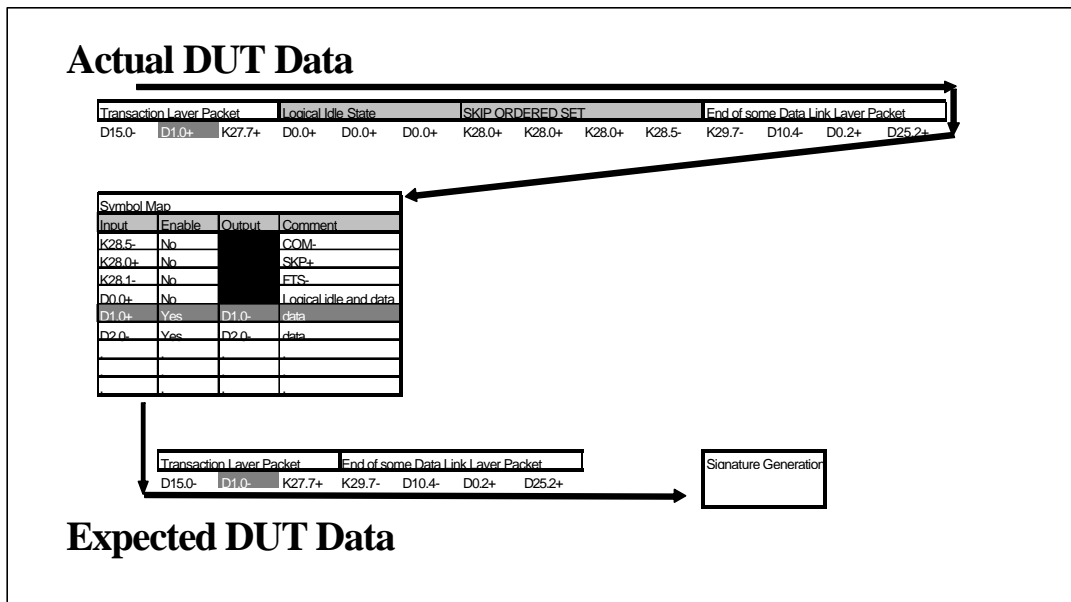 Actual DUT Data
Transaction Layer Packet Logical Idle State SKIP ORDERED SET End of some Data Link Layer Packet
D15.0- D1.0+ K27.7+ D0.0+ D0.0+ D0.0+ K28.0+ K28.0+ K28.0+ K28.5- K29.7- D10.4- D0.2+ D25.2+
Symbol Map
Input Enable Output Comment
K28.5- No COM-
K28.0+ No SKP+
K28.1- No FTS-
D0.0+ No Logical idle and data
D1.0+ Yes D1.0- data
D2.0- Yes D2.0- data
. . . .
. . . .
. . . .
Transaction Layer Packet End of some Data Link Layer Packet
D15.0- D1.0- K27.7+ K29.7- D10.4- D0.2+ D25.2+
Signature Generation
Expected DUT Data